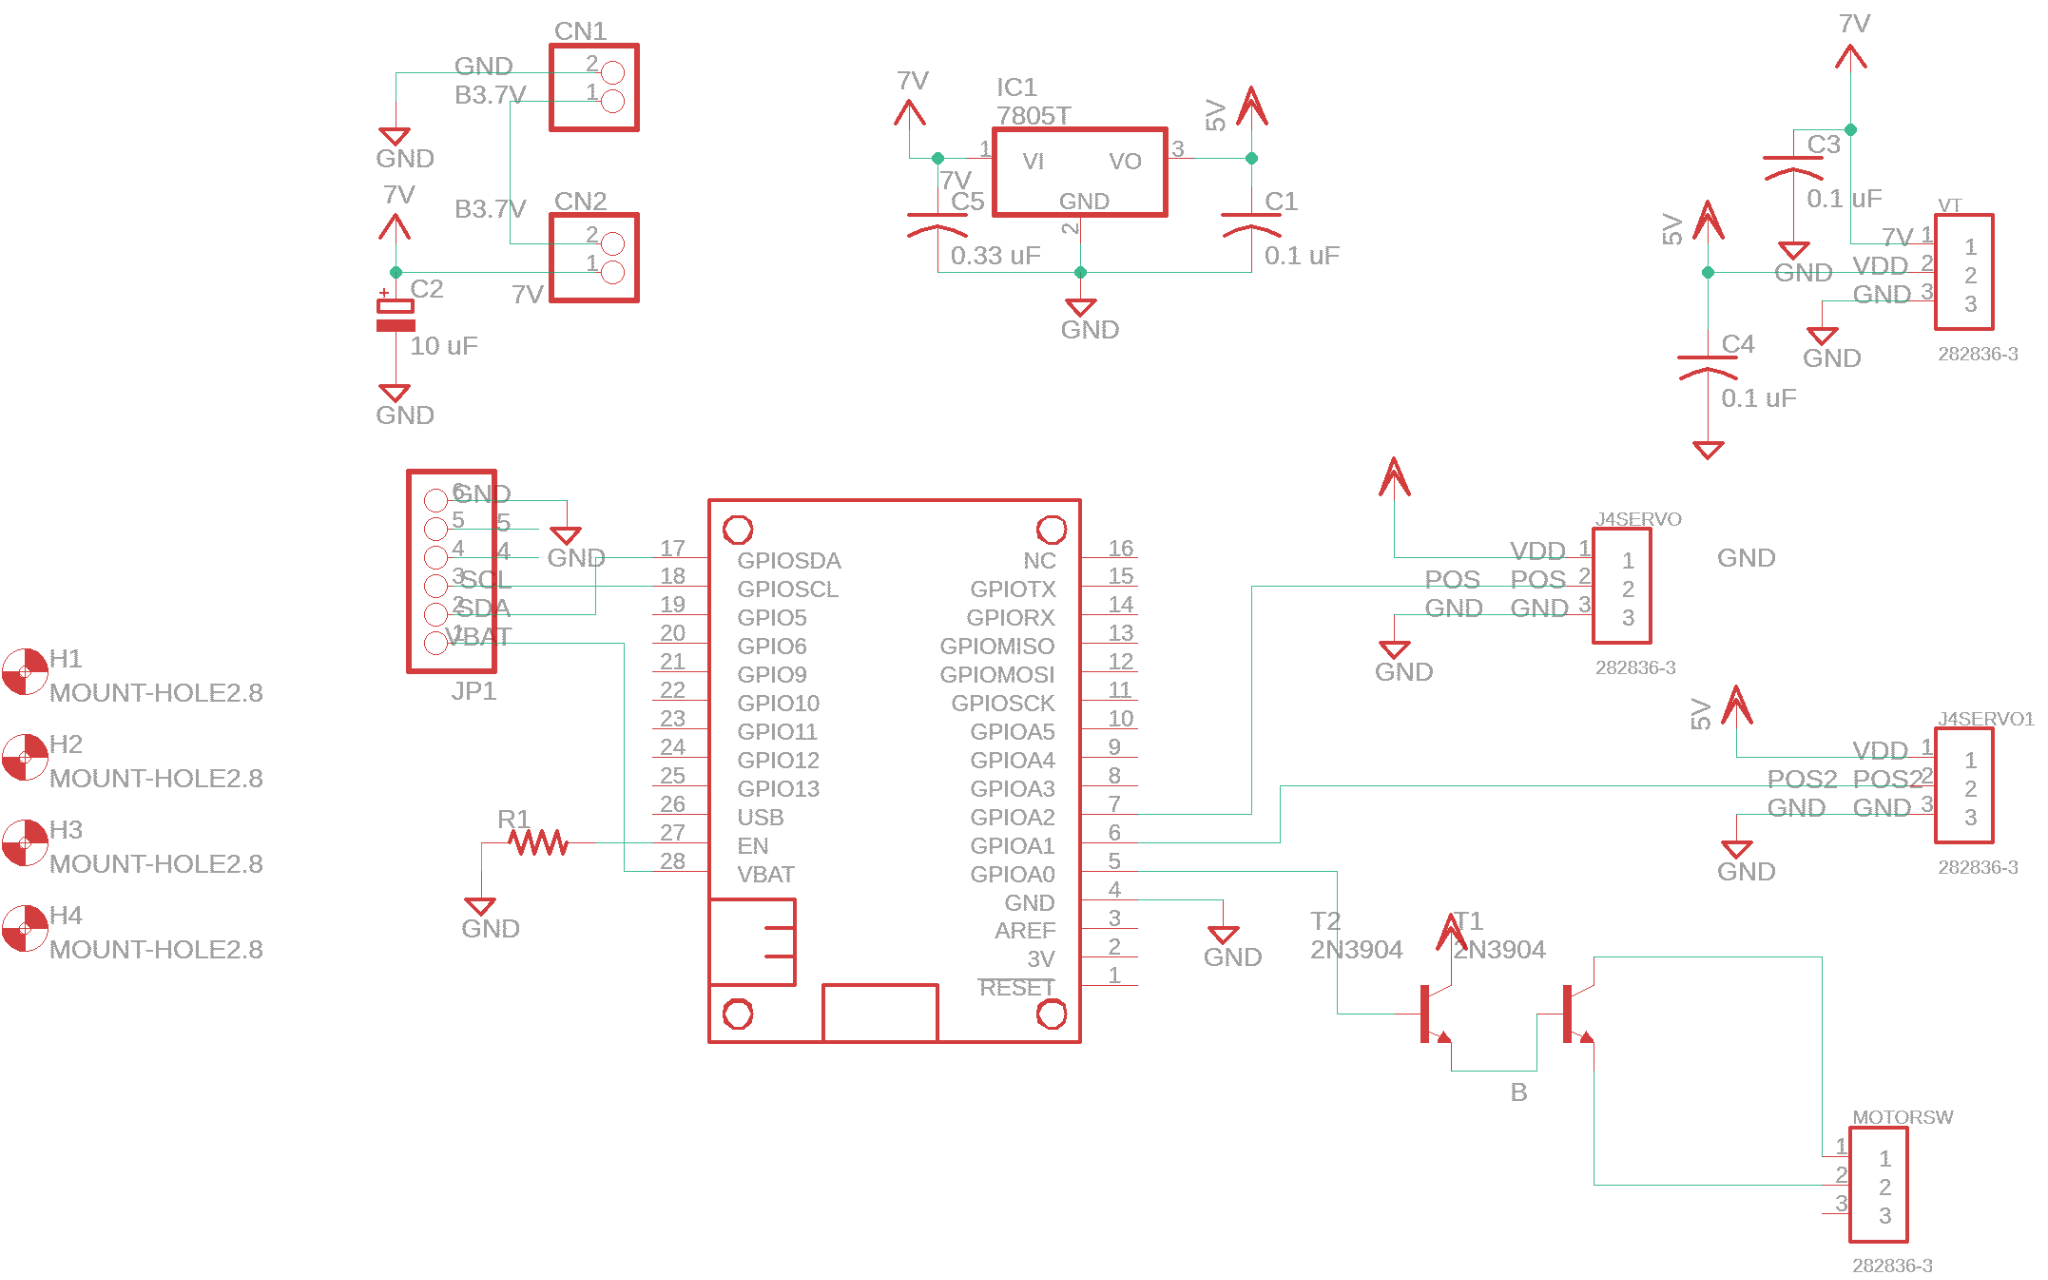 CN1
GND
2
B3.7V
1
GND
7V
CN2
B3.7V
2
1
7V
C2
+
10 uF
GND
7V
IC1
7805T
5V
1
VI
VO
3
7V
C5
GND
C1
2
0.33 uF
0.1 uF
GND
7V
C3
0.1 uF
VT
5V
7V
1
1
GND
VDD
2
2
GND
3
3
GND
282836-3
C4
0.1 uF
6
GND
5
5
4
4
GND
3
SCL
2
SDA
1
VBAT
JP1
17
GPIOSDA
NC
16
18
GPIOSCL
GPIOTX
15
19
GPIO5
GPIORX
14
20
GPIO6
GPIOMISO
13
21
GPIO9
GPIOMOSI
12
22
GPIO10
GPIOSCK
11
23
GPIO11
GPIOA5
10
24
GPIO12
GPIOA4
9
25
GPIO13
GPIOA3
8
26
USB
GPIOA2
7
27
EN
GPIOA1
6
28
VBAT
GPIOA0
5
GND
4
AREF
3
3V
2
RESET
1
R1
GND
GND
H1
MOUNT-HOLE2.8
H2
MOUNT-HOLE2.8
H3
MOUNT-HOLE2.8
H4
MOUNT-HOLE2.8
J4SERVO
VDD
1
1
POS
POS
2
2
GND
GND
3
3
GND
282836-3
GND
5V
J4SERVO1
VDD
1
1
POS2
POS2
2
2
GND
GND
3
3
GND
282836-3
T2
2N3904
T1
2N3904
B
MOTORSW
1
1
2
2
3
3
282836-3